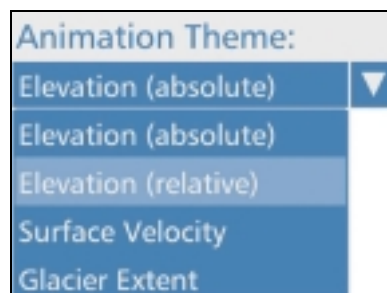 Animation Theme:
Elevation (absolute)
Elevation (absolute)
Elevation (relative)
Surface Velocity
Glacier Extent